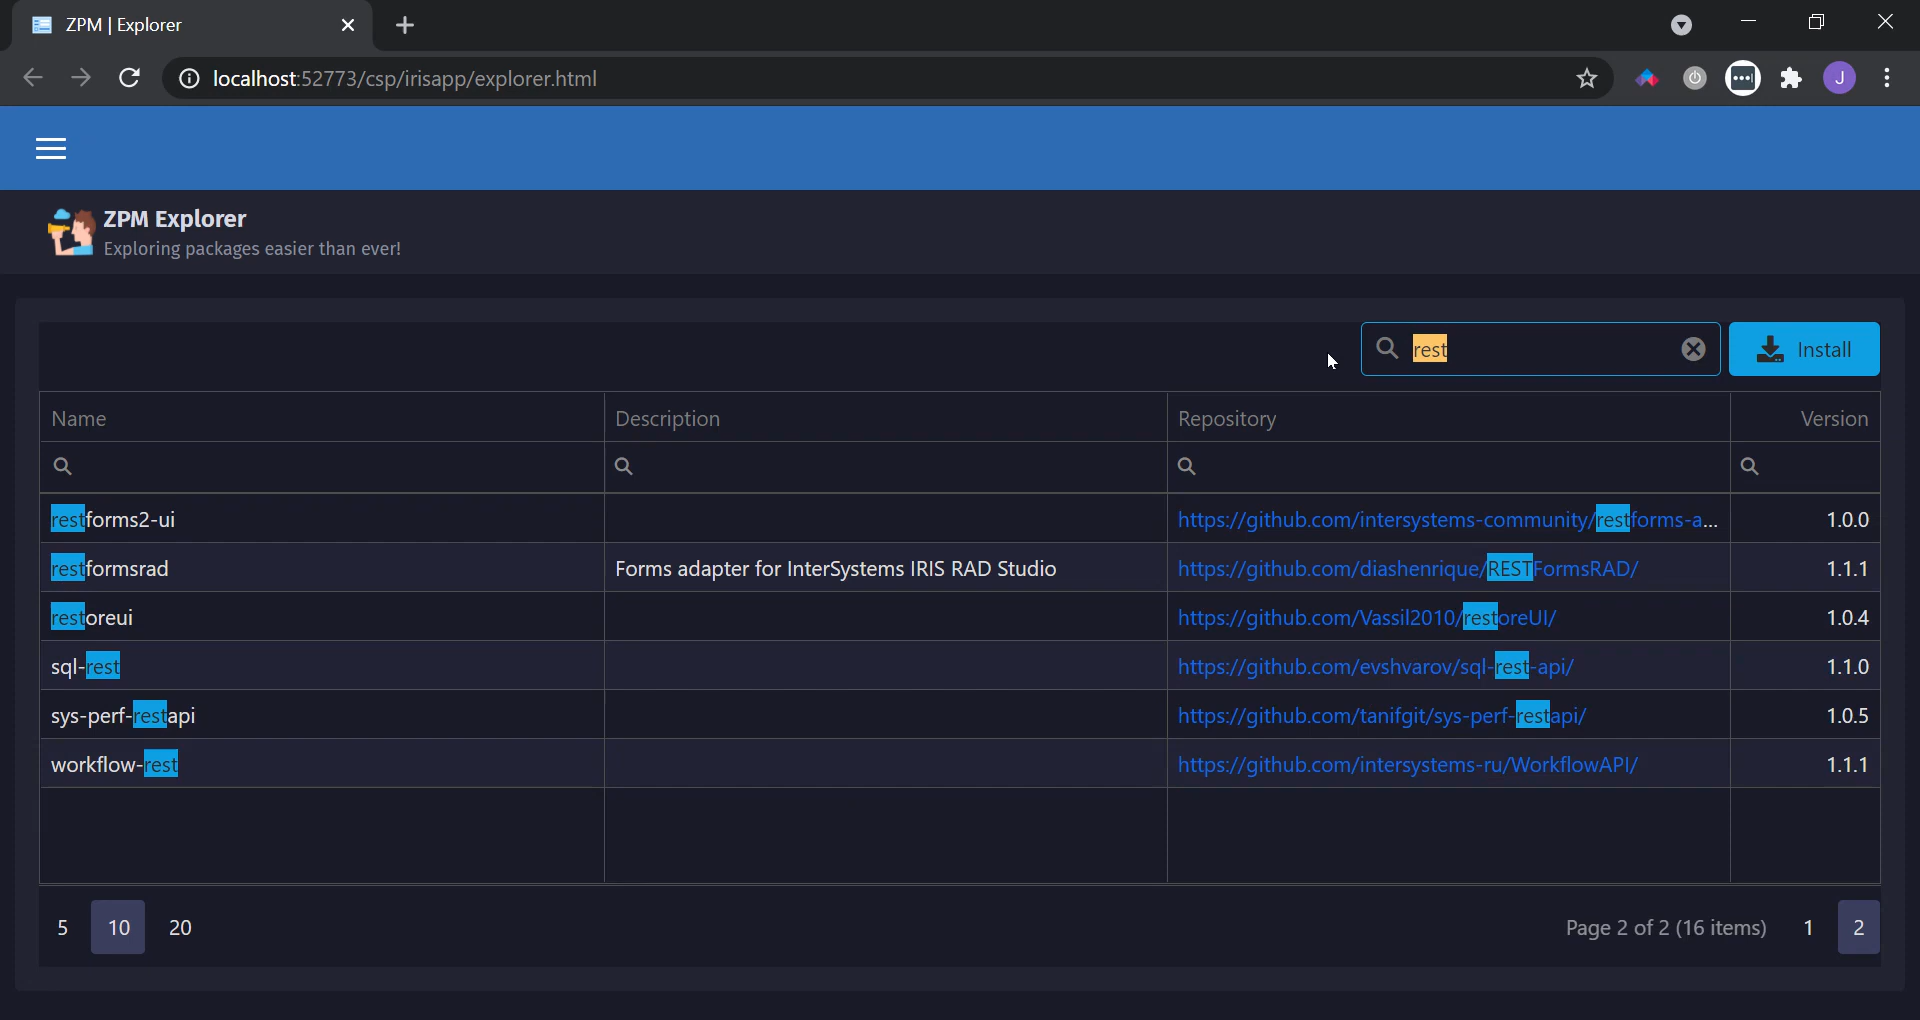 ZPM | Explorer
localhost:52773/csp/irisapp/explorer.html
J
ZPM Explorer
Exploring packages easier than ever!
rest
Install
Name Description Repository Version
restforms2-ui https://github.com/intersystems-community/restforms-a... 1.0.0
restformsrad Forms adapter for InterSystems IRIS RAD Studio https://github.com/diashenrique/RESTFormsRAD/ 1.1.1
restoreui https://github.com/Vassil2010/restoreUI/ 1.0.4
sql-rest https://github.com/evshvarov/sql-rest-api/ 1.1.0
sys-perf-restapi https://github.com/tanifgit/sys-perf-restapi/ 1.0.5
workflow-rest https://github.com/intersystems-ru/WorkflowAPI/ 1.1.1
5 10 20 Page 2 of 2 (16 items) 1 2